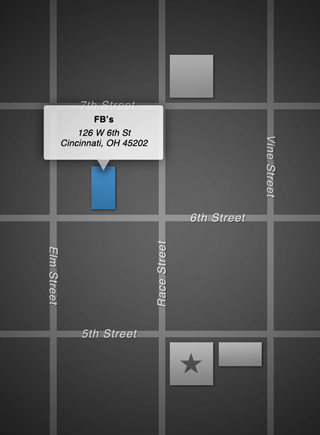 7th Street
FB's
126 W 6th St
Cincinnati, OH 45202
Vine Street
6th Street
Elm Street
Race Street
5th Street